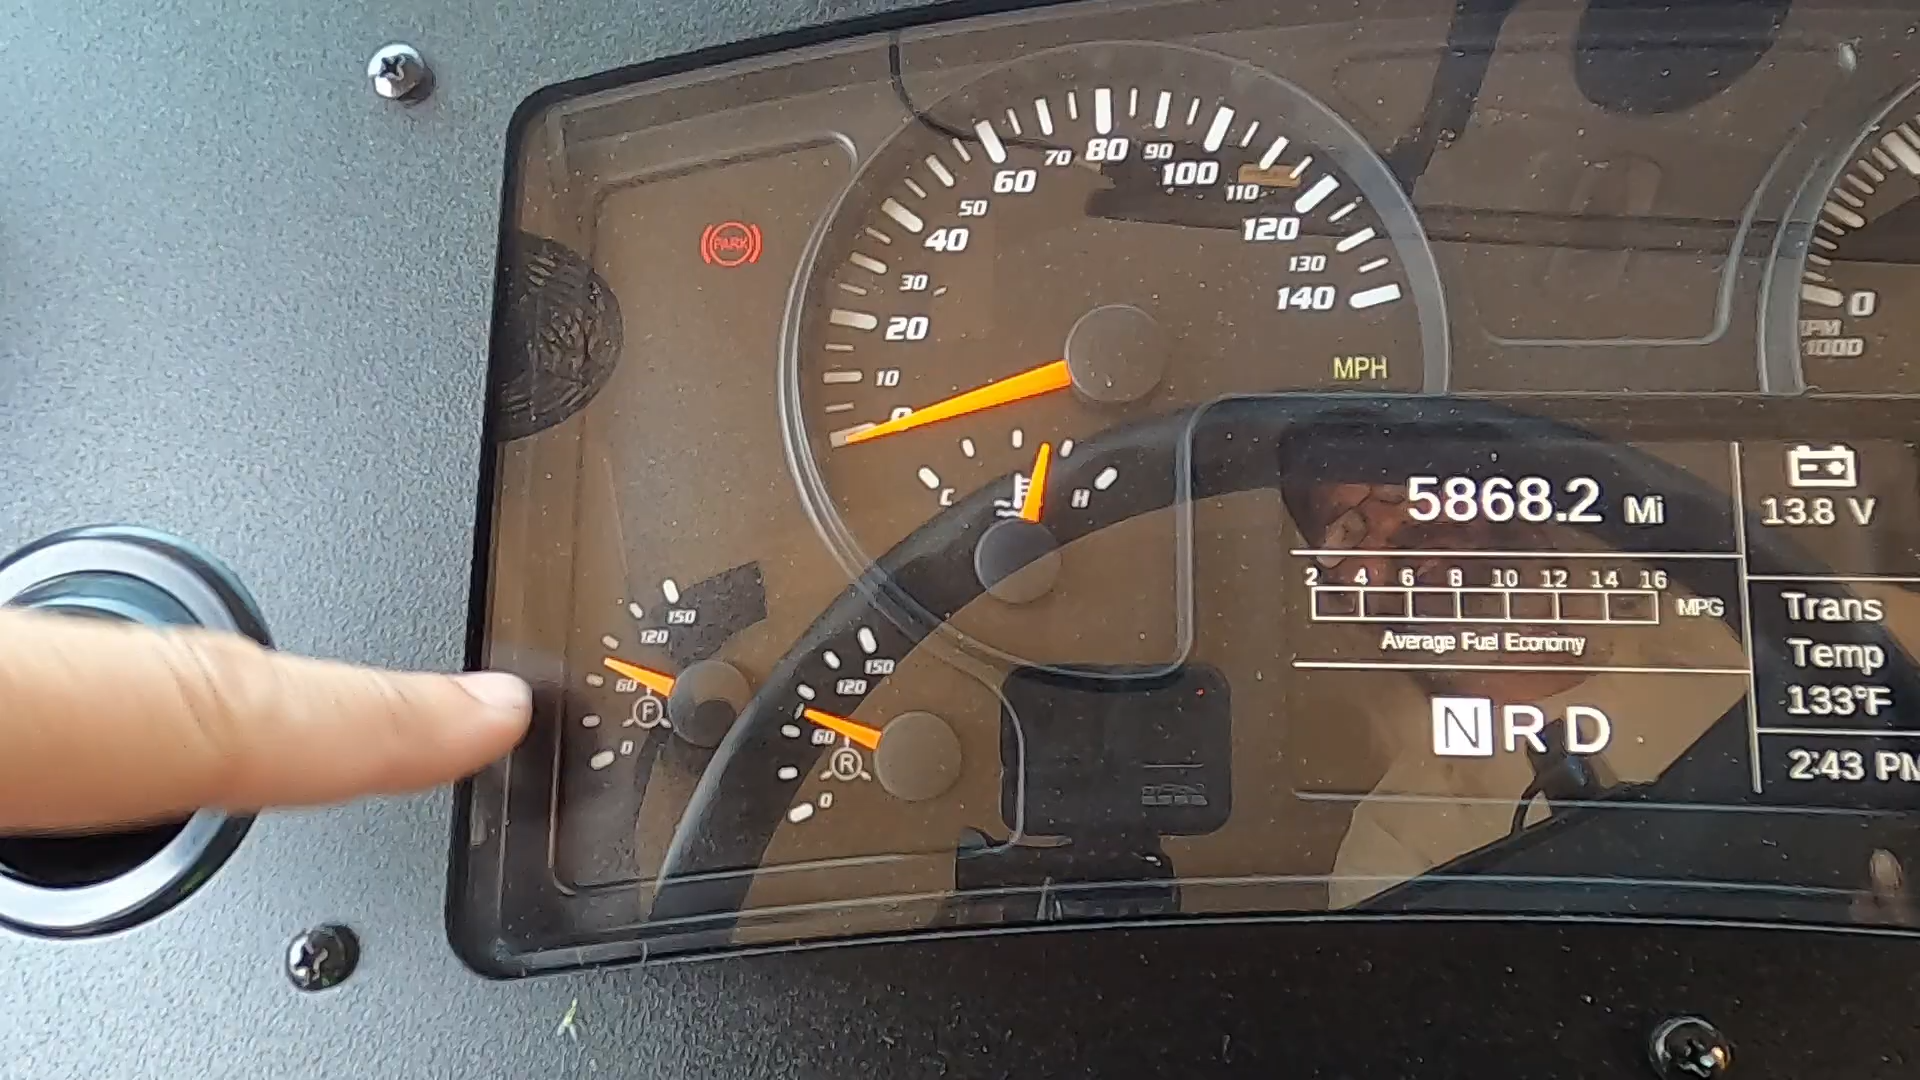 PARK
0
10
20
30
40
50
60
70
80
90
100
110
120
130
140
MPH
C
H
0
60
120
150
F
0
60
120
150
R
5868.2 Mi
2 4 6 8 10 12 14 16
MPG
Average Fuel Economy
N R D
13.8 V
Trans
Temp
133°F
2:43 PM
0
RPM
1000